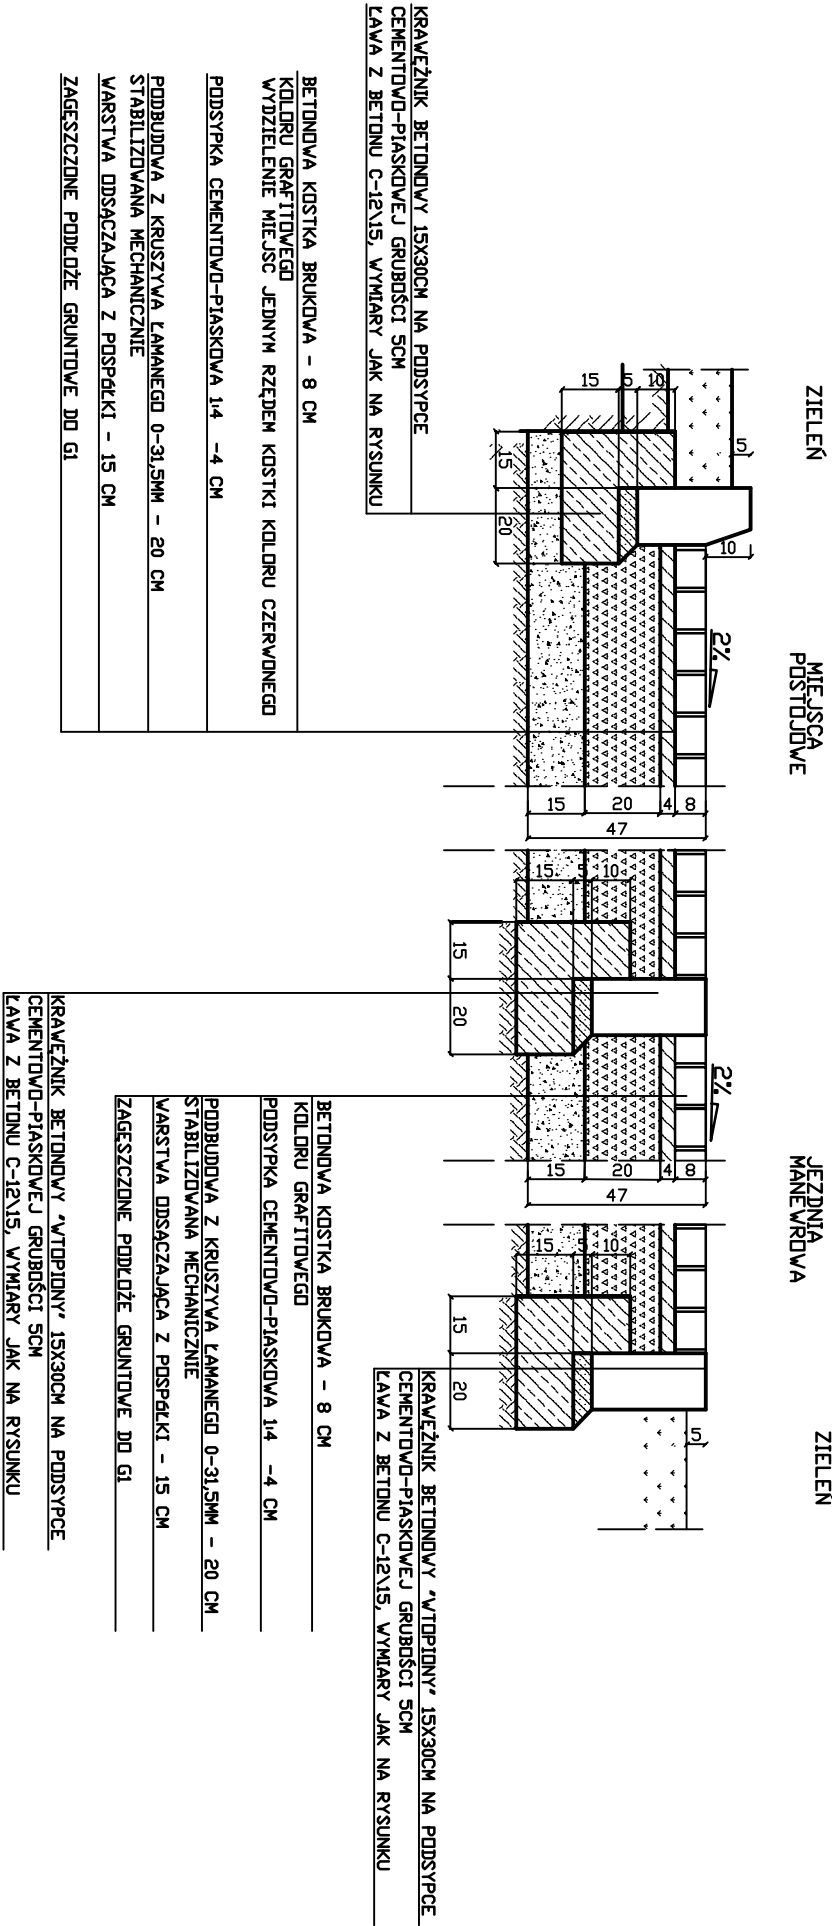 ZIELEŃ
MIEJSCA
POSTOJOWE
JEZDNIA
MANEWROWA
ZIELEŃ
5
10
2%
2%
5
15
5
10
15
20
15
20
4
8
47
15
5
10
15
20
15
20
4
8
47
15
5
10
15
20
KRAWĘŻNIK BETONOWY 15X30CM NA PODSYPCE
CEMENTOWO-PIASKOWEJ GRUBOŚCI 5CM
ŁAWA Z BETONU C-12\15, WYMIARY JAK NA RYSUNKU
BETONOWA KOSTKA BRUKOWA - 8 CM
KOLORU GRAFITOWEGO
WYDZIELENIE MIEJSC JEDNYM RZĘDEM KOSTKI KOLORU CZERWONEGO
PODSYPKA CEMENTOWO-PIASKOWA 1:4 -4 CM
PODBUDOWA Z KRUSZYWA ŁAMANEGO 0-31,5MM - 20 CM
STABILIZOWANA MECHANICZNIE
WARSTWA ODSĄCZAJĄCA Z POSPÓŁKI - 15 CM
ZAGĘSZCZONE PODŁOŻE GRUNTOWE DO G1
KRAWĘŻNIK BETONOWY "WTOPIONY" 15X30CM NA PODSYPCE
CEMENTOWO-PIASKOWEJ GRUBOŚCI 5CM
ŁAWA Z BETONU C-12\15, WYMIARY JAK NA RYSUNKU
BETONOWA KOSTKA BRUKOWA - 8 CM
KOLORU GRAFITOWEGO
PODSYPKA CEMENTOWO-PIASKOWA 1:4 -4 CM
PODBUDOWA Z KRUSZYWA ŁAMANEGO 0-31,5MM - 20 CM
STABILIZOWANA MECHANICZNIE
WARSTWA ODSĄCZAJĄCA Z POSPÓŁKI - 15 CM
ZAGĘSZCZONE PODŁOŻE GRUNTOWE DO G1
KRAWĘŻNIK BETONOWY "WTOPIONY" 15X30CM NA PODSYPCE
CEMENTOWO-PIASKOWEJ GRUBOŚCI 5CM
ŁAWA Z BETONU C-12\15, WYMIARY JAK NA RYSUNKU